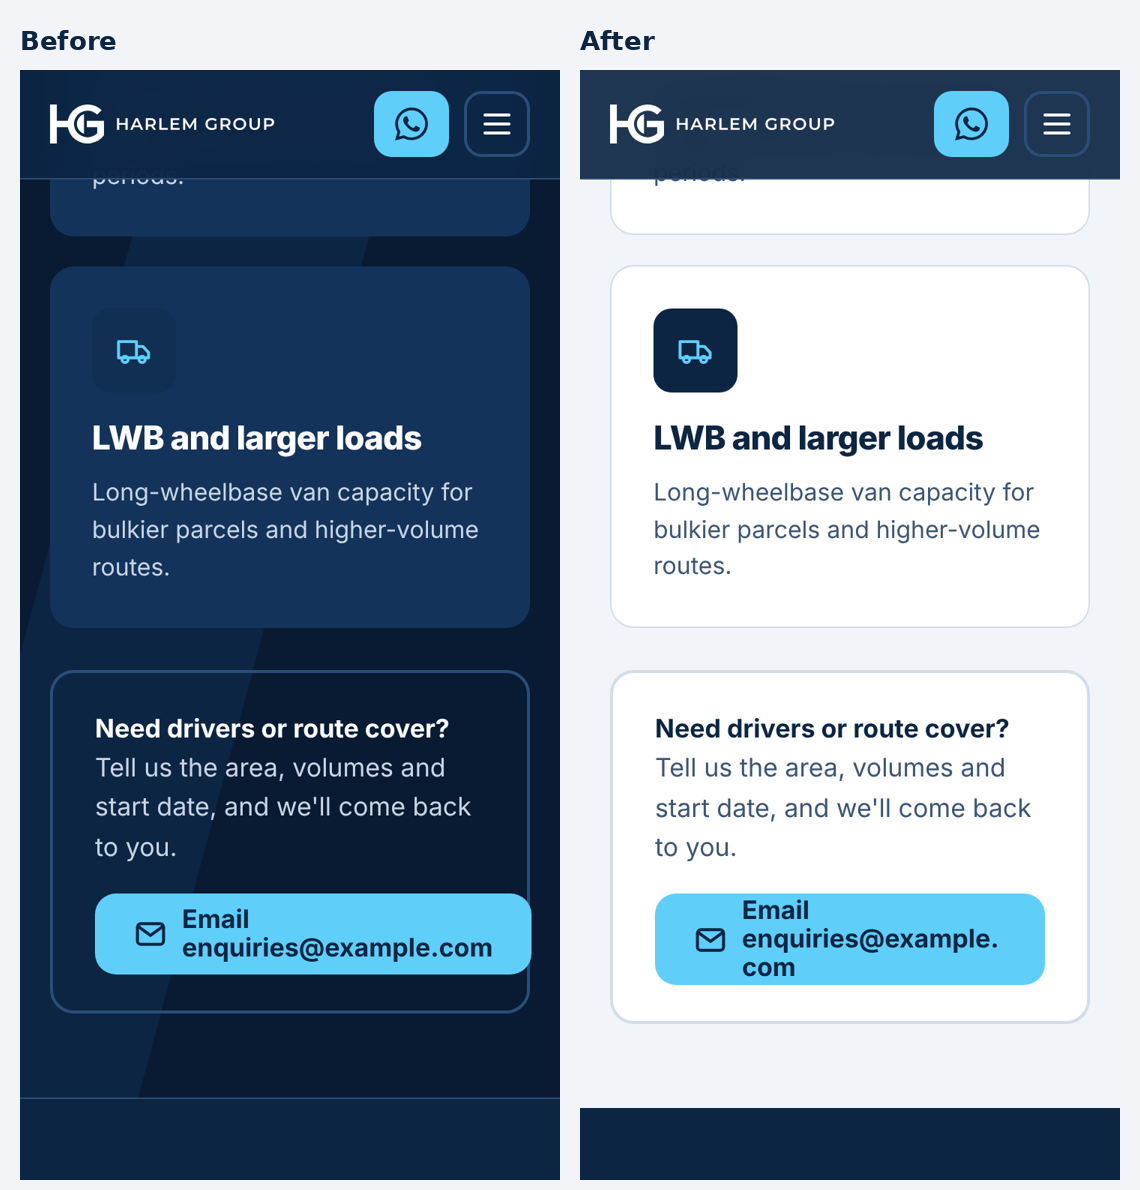 Before
HG HARLEM GROUP
periods.
LWB and larger loads
Long-wheelbase van capacity for
bulkier parcels and higher-volume
routes.
Need drivers or route cover?
Tell us the area, volumes and
start date, and we'll come back
to you.
Email
enquiries@example.com
After
HG HARLEM GROUP
periods.
LWB and larger loads
Long-wheelbase van capacity for
bulkier parcels and higher-volume
routes.
Need drivers or route cover?
Tell us the area, volumes and
start date, and we'll come back
to you.
Email
enquiries@example.
com